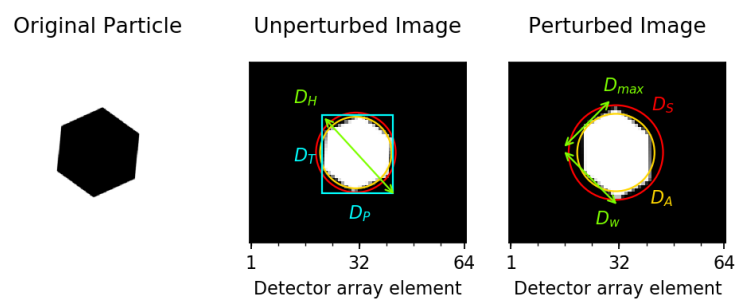 Original Particle
Unperturbed Image
Perturbed Image
D_H
D_T
D_P
D_max
D_S
D_A
D_w
1 32 64
Detector array element
1 32 64
Detector array element